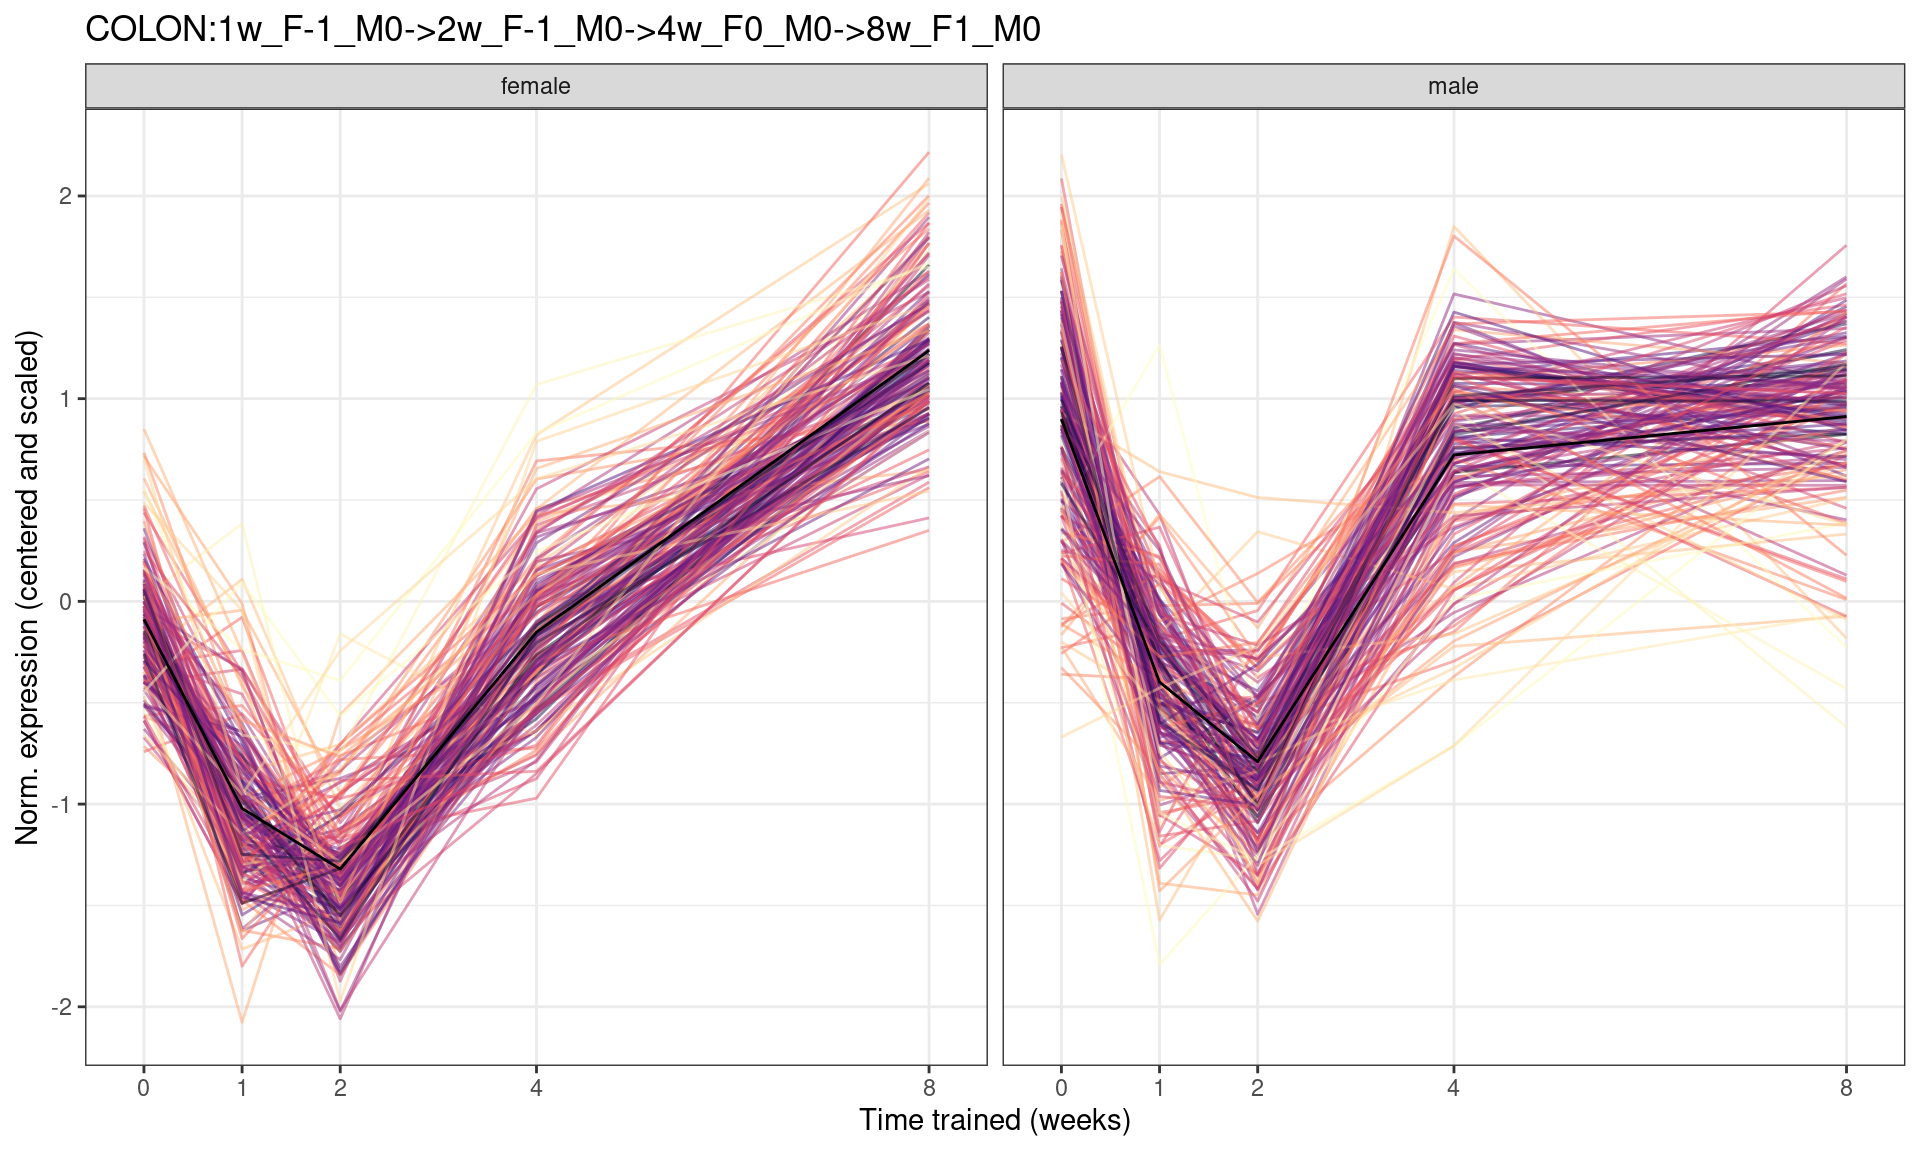 COLON:1w_F-1_M0->2w_F-1_M0->4w_F0_M0->8w_F1_M0
female
male
Norm. expression (centered and scaled)
2
1
0
-1
-2
0 1 2 4 8
0 1 2 4 8
Time trained (weeks)